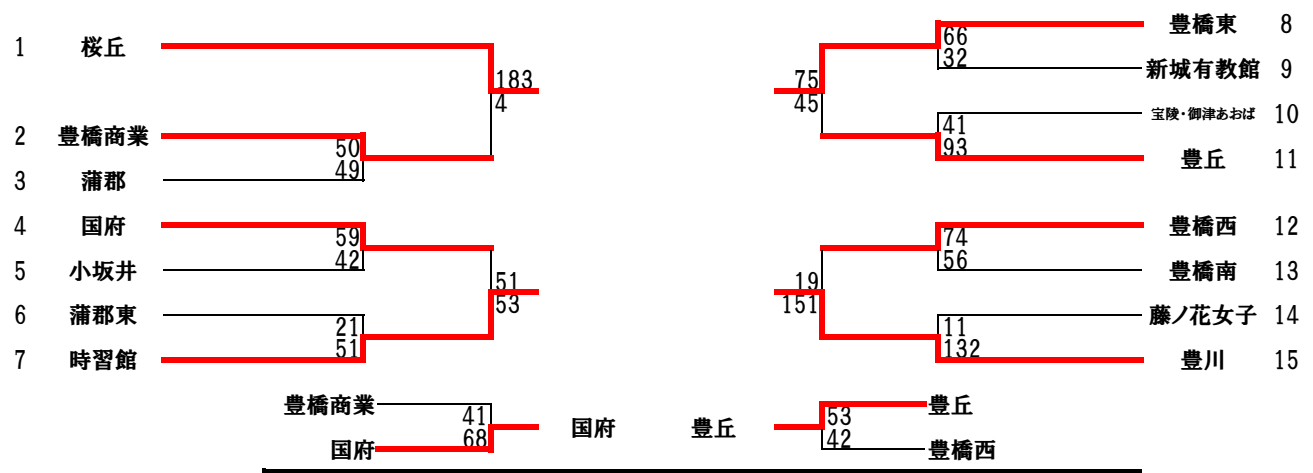 1 桜丘
183
4
2 豊橋商業
50
49
3 蒲郡
4 国府
59
42
5 小坂井
51
53
6 蒲郡東
21
51
7 時習館
豊橋東 8
66
32
新城有教館 9
75
45
宝陵・御津あおば 10
41
93
豊丘 11
豊橋西 12
74
56
豊橋南 13
19
151
藤ノ花女子 14
11
132
豊川 15
豊橋商業
41
68
国府
国府
豊丘
豊丘
53
42
豊橋西